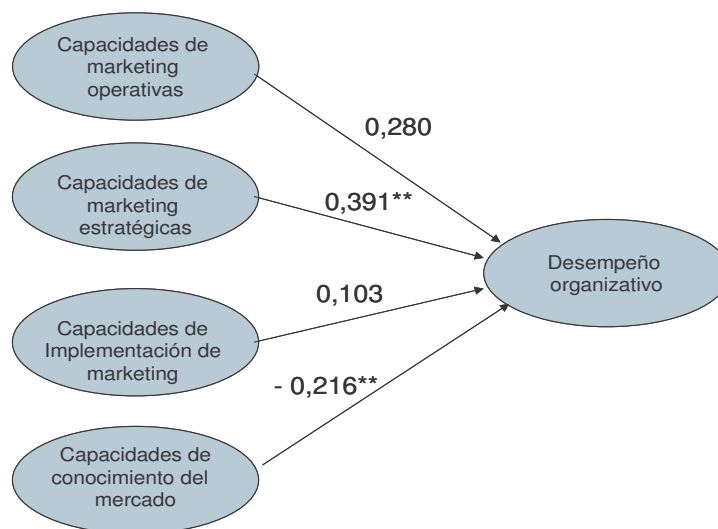 Capacidades de
marketing
operativas
0,280
Capacidades de
marketing
estratégicas
0,391**
Desempeño
organizativo
0,103
Capacidades de
Implementación de
marketing
- 0,216**
Capacidades de
conocimiento del
mercado